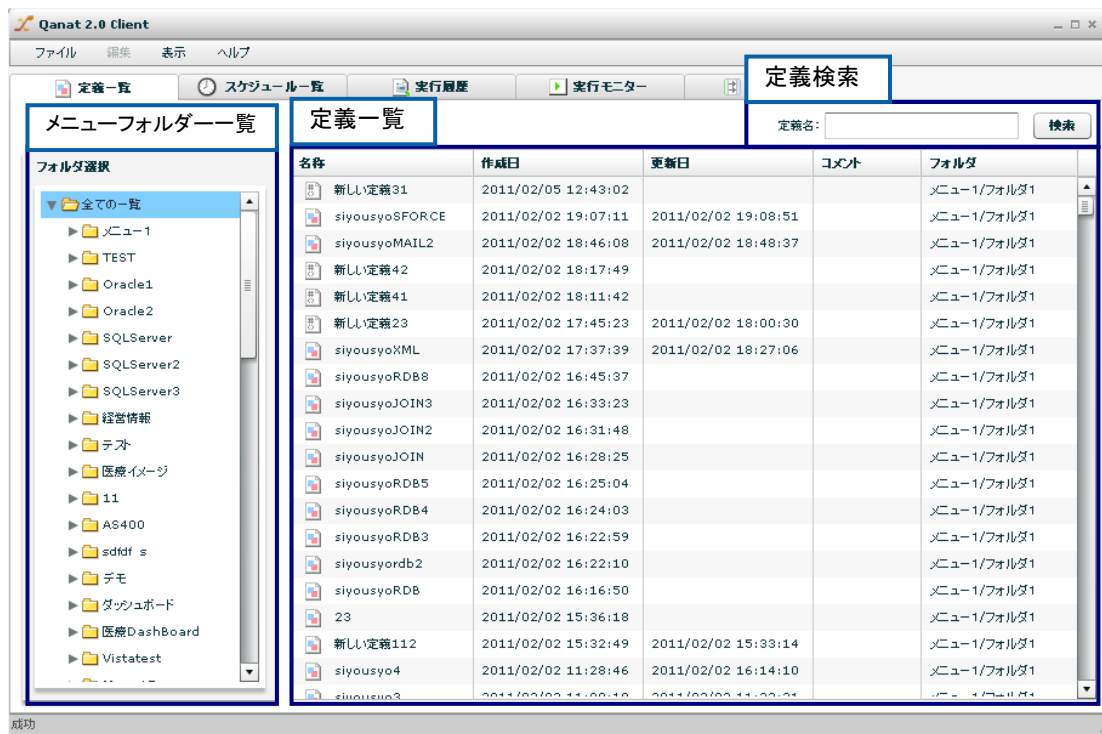 Qanat 2.0 Client
ファイル 編集 表示 ヘルプ
定義一覧 スケジュール一覧 実行履歴 実行モニター
定義検索
メニューフォルダー一覧
定義一覧
定義名: 検索
フォルダ選択
全ての一覧
メニュー1
TEST
Oracle1
Oracle2
SQLServer
SQLServer2
SQLServer3
経営情報
テスト
医療イメージ
11
AS400
sdfdf s
デモ
ダッシュボード
医療DashBoard
Vistatest
名称 作成日 更新日 コメント フォルダ
新しい定義31 2011/02/05 12:43:02 メニュー1/フォルダ1
siyousyoSFORCE 2011/02/02 19:07:11 2011/02/02 19:08:51 メニュー1/フォルダ1
siyousyoMAIL2 2011/02/02 18:46:08 2011/02/02 18:48:37 メニュー1/フォルダ1
新しい定義42 2011/02/02 18:17:49 メニュー1/フォルダ1
新しい定義41 2011/02/02 18:11:42 メニュー1/フォルダ1
新しい定義23 2011/02/02 17:45:23 2011/02/02 18:00:30 メニュー1/フォルダ1
siyousyoXML 2011/02/02 17:37:39 2011/02/02 18:27:06 メニュー1/フォルダ1
siyousyoRDB8 2011/02/02 16:45:37 メニュー1/フォルダ1
siyousyoJOIN3 2011/02/02 16:33:23 メニュー1/フォルダ1
siyousyoJOIN2 2011/02/02 16:31:48 メニュー1/フォルダ1
siyousyoJOIN 2011/02/02 16:28:25 メニュー1/フォルダ1
siyousyoRDB5 2011/02/02 16:25:04 メニュー1/フォルダ1
siyousyoRDB4 2011/02/02 16:24:03 メニュー1/フォルダ1
siyousyoRDB3 2011/02/02 16:22:59 メニュー1/フォルダ1
siyousyordb2 2011/02/02 16:22:10 メニュー1/フォルダ1
siyousyoRDB 2011/02/02 16:16:50 メニュー1/フォルダ1
23 2011/02/02 15:36:18 メニュー1/フォルダ1
新しい定義112 2011/02/02 15:32:49 2011/02/02 15:33:14 メニュー1/フォルダ1
siyousyo4 2011/02/02 11:28:46 2011/02/02 16:14:10 メニュー1/フォルダ1
成功